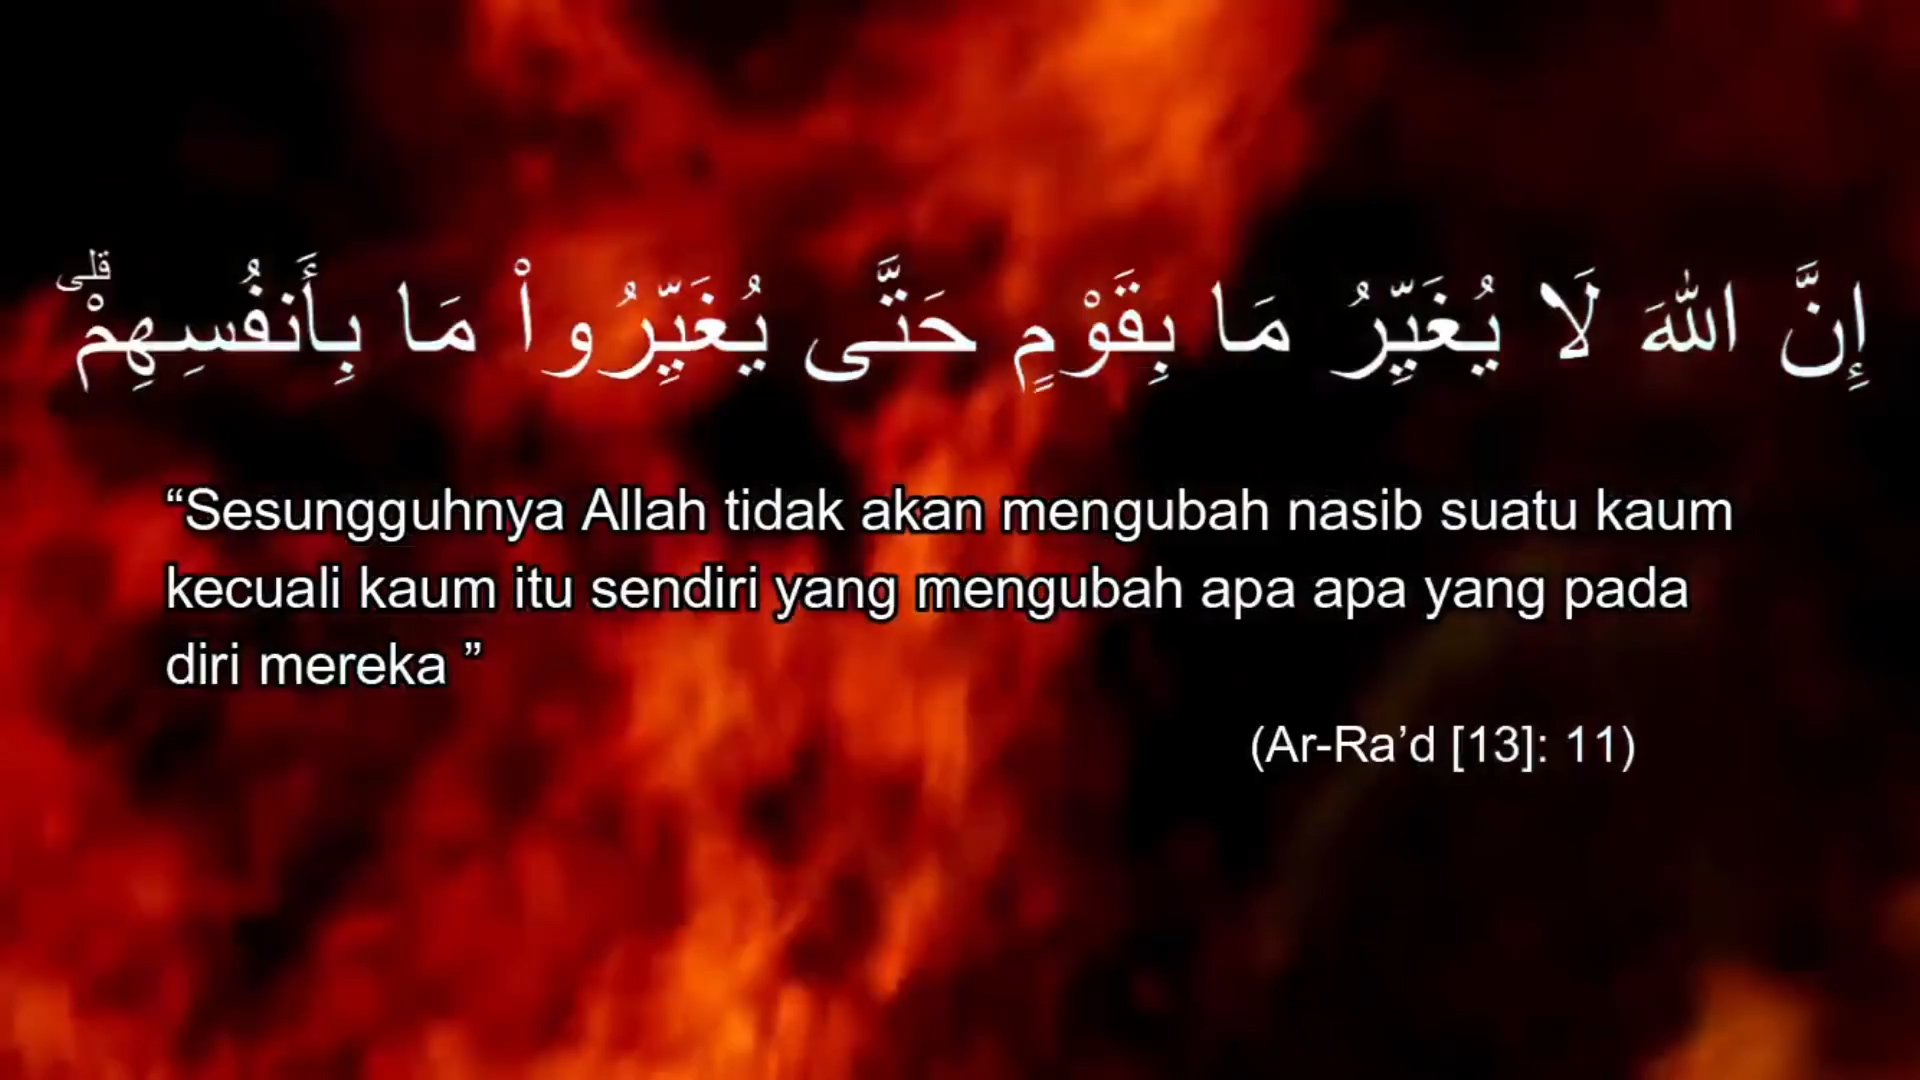 إِنَّ اللّهَ لَا يُغَيِّرُ مَا بِقَوْمٍ حَتَّى يُغَيِّرُواْ مَا بِأَنفُسِهِمْ ۗ
“Sesungguhnya Allah tidak akan mengubah nasib suatu kaum
kecuali kaum itu sendiri yang mengubah apa apa yang pada
diri mereka ”
(Ar-Ra’d [13]: 11)